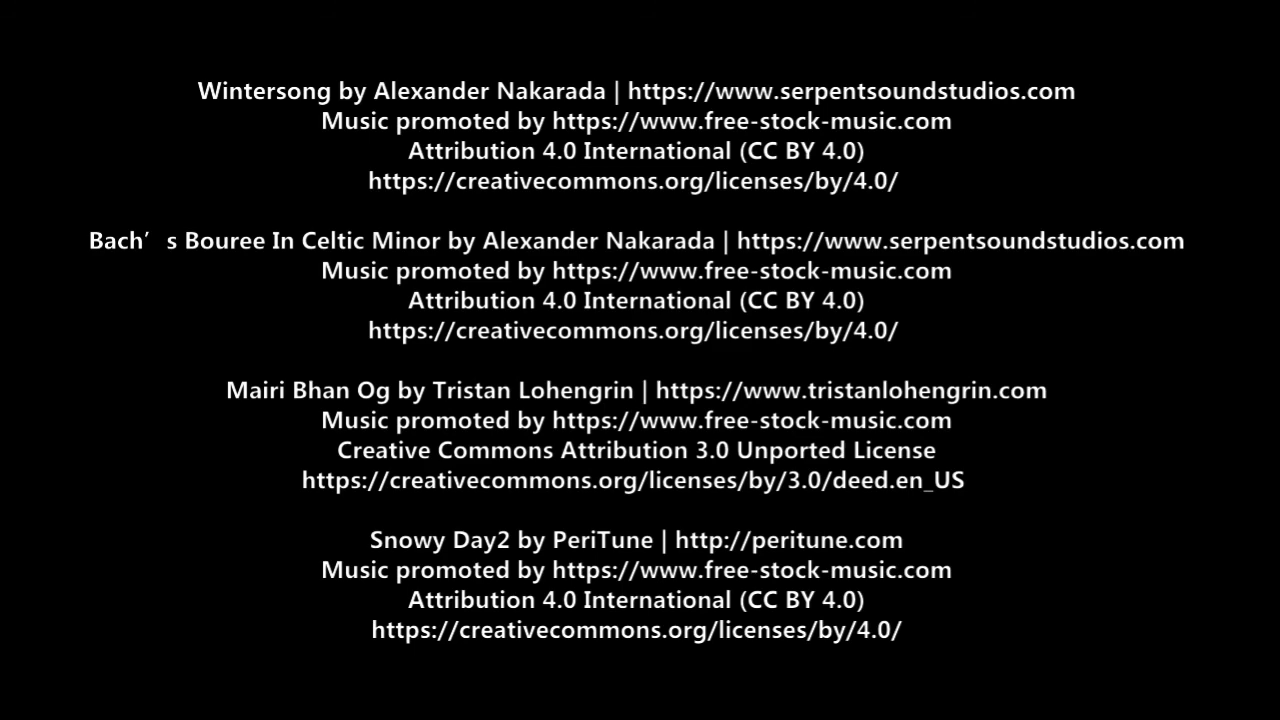 Wintersong by Alexander Nakarada | https://www.serpentsoundstudios.com
Music promoted by https://www.free-stock-music.com
Attribution 4.0 International (CC BY 4.0)
https://creativecommons.org/licenses/by/4.0/
Bach’s Bouree In Celtic Minor by Alexander Nakarada | https://www.serpentsoundstudios.com
Music promoted by https://www.free-stock-music.com
Attribution 4.0 International (CC BY 4.0)
https://creativecommons.org/licenses/by/4.0/
Mairi Bhan Og by Tristan Lohengrin | https://www.tristanlohengrin.com
Music promoted by https://www.free-stock-music.com
Creative Commons Attribution 3.0 Unported License
https://creativecommons.org/licenses/by/3.0/deed.en_US
Snowy Day2 by PeriTune | http://peritune.com
Music promoted by https://www.free-stock-music.com
Attribution 4.0 International (CC BY 4.0)
https://creativecommons.org/licenses/by/4.0/